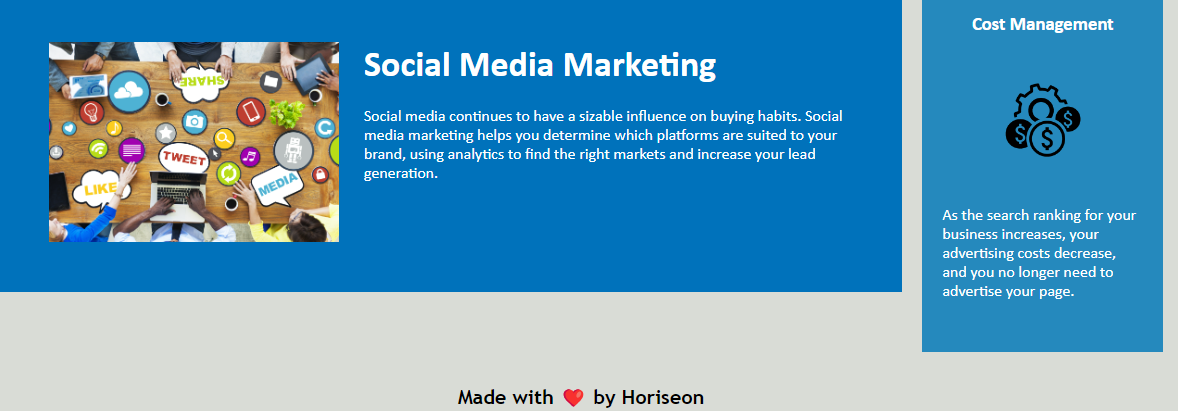 Social Media Marketing
Social media continues to have a sizable influence on buying habits. Social
media marketing helps you determine which platforms are suited to your
brand, using analytics to find the right markets and increase your lead
generation.
SHARE
TWEET
LIKE
MEDIA
Cost Management
$ $ $
As the search ranking for your
business increases, your
advertising costs decrease,
and you no longer need to
advertise your page.
Made with ❤️ by Horiseon